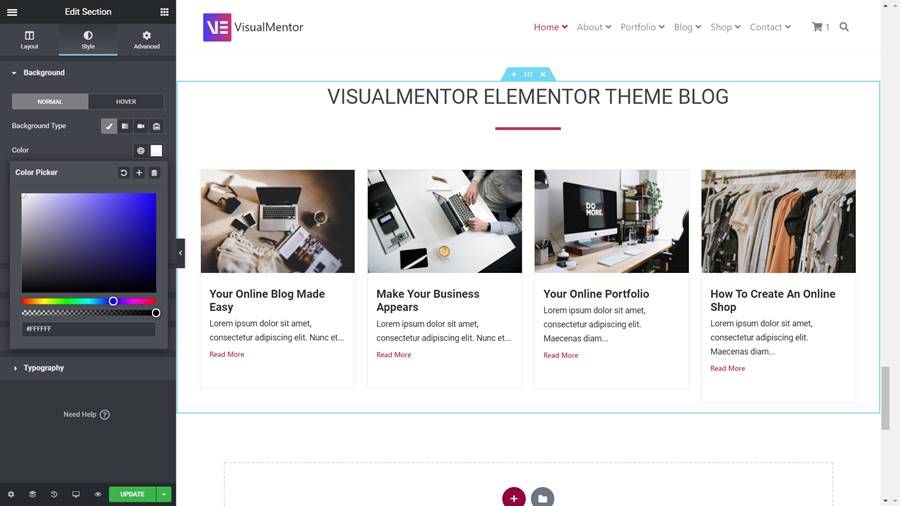 Edit Section
Layout
Style
Advanced
Background
NORMAL
HOVER
Background Type
Color
Color Picker
#FFFFFF
Typography
Need Help ?
UPDATE
VE VisualMentor
Home
About
Portfolio
Blog
Shop
Contact
1
VISUALMENTOR ELEMENTOR THEME BLOG
DO
MORE.
Your Online Blog Made
Easy
Lorem ipsum dolor sit amet,
consectetur adipiscing elit. Nunc et...
Read More
Make Your Business
Appears
Lorem ipsum dolor sit amet,
consectetur adipiscing elit. Nunc et...
Read More
Your Online Portfolio
Lorem ipsum dolor sit amet,
consectetur adipiscing elit.
Maecenas diam...
Read More
How To Create An Online
Shop
Lorem ipsum dolor sit amet,
consectetur adipiscing elit.
Maecenas diam...
Read More